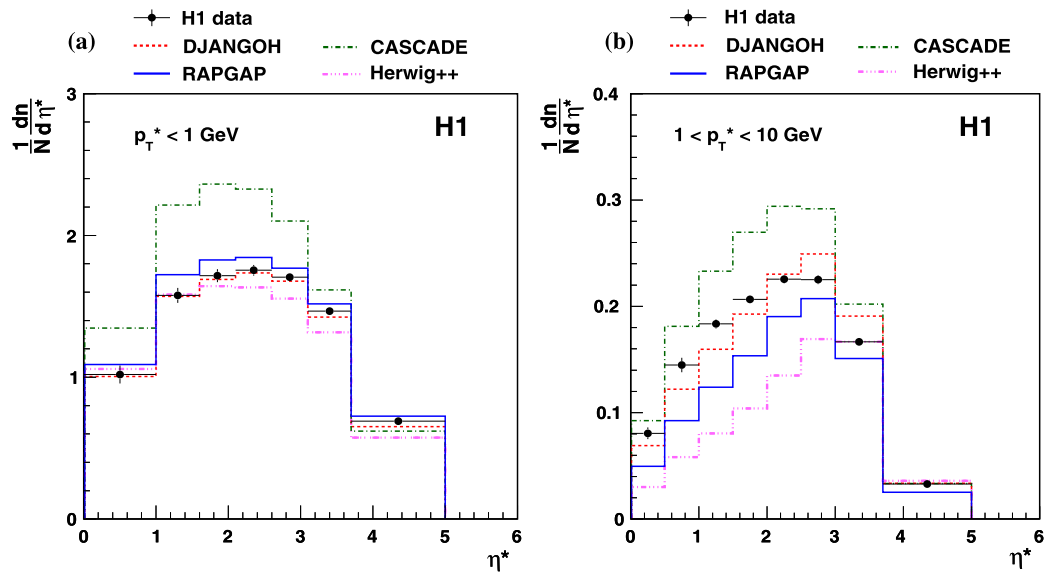 H1 data
(a) DJANGOH CASCADE
RAPGAP Herwig++
1/N dn/dη*
p_T* < 1 GeV
H1
3
2
1
0
0 1 2 3 4 5 6
η*
H1 data
(b) DJANGOH CASCADE
RAPGAP Herwig++
1/N dn/dη*
1 < p_T* < 10 GeV
H1
0.4
0.3
0.2
0.1
0
0 1 2 3 4 5 6
η*